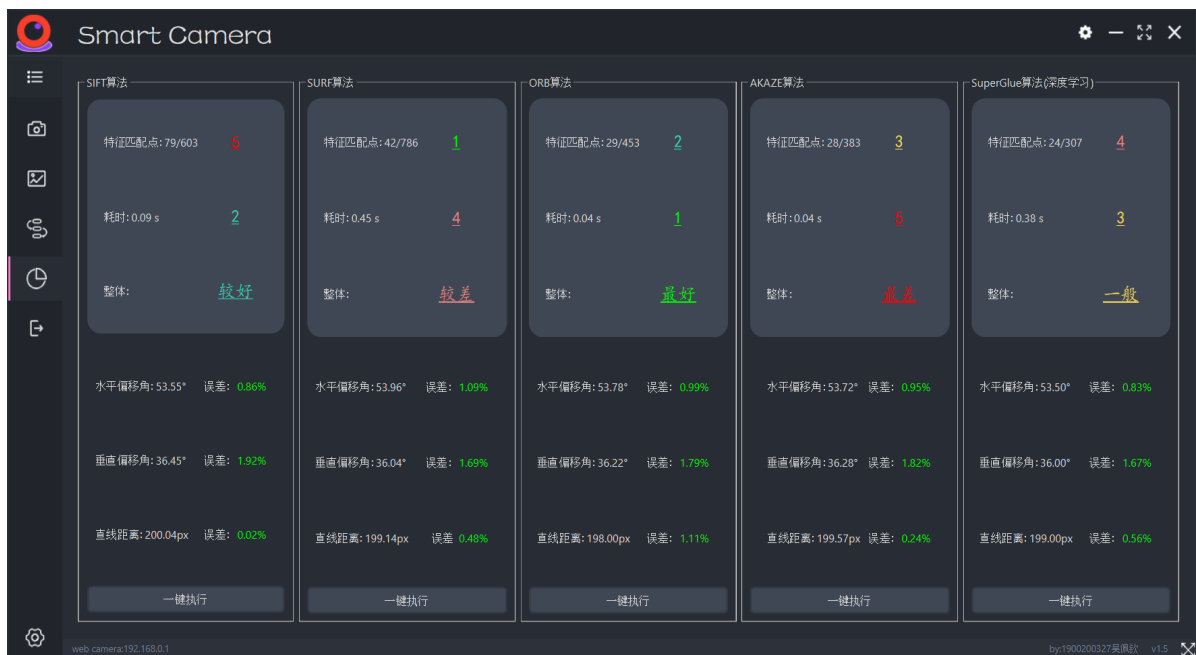 Smart Camera
SIFT算法
特征匹配点:79/603 5
耗时:0.09 s 2
整体: 较好
水平偏移角:53.55° 误差: 0.86%
垂直偏移角:36.45° 误差: 1.92%
直线距离:200.04px 误差: 0.02%
一键执行
SURF算法
特征匹配点:42/786 1
耗时:0.45 s 4
整体: 较差
水平偏移角:53.96° 误差: 1.09%
垂直偏移角:36.04° 误差: 1.69%
直线距离:199.14px 误差 0.48%
一键执行
ORB算法
特征匹配点:29/453 2
耗时:0.04 s 1
整体: 最好
水平偏移角:53.78° 误差: 0.99%
垂直偏移角:36.22° 误差: 1.79%
直线距离:198.00px 误差: 1.11%
一键执行
AKAZE算法
特征匹配点:28/383 3
耗时:0.04 s 5
整体: 最差
水平偏移角:53.72° 误差: 0.95%
垂直偏移角:36.28° 误差: 1.82%
直线距离:199.57px 误差: 0.24%
一键执行
SuperGlue算法(深度学习)
特征匹配点:24/307 4
耗时:0.38 s 3
整体: 一般
水平偏移角:53.50° 误差: 0.83%
垂直偏移角:36.00° 误差: 1.67%
直线距离:199.00px 误差: 0.56%
一键执行
web camera:192.168.0.1
by:1900200327吴佩钦 v1.5